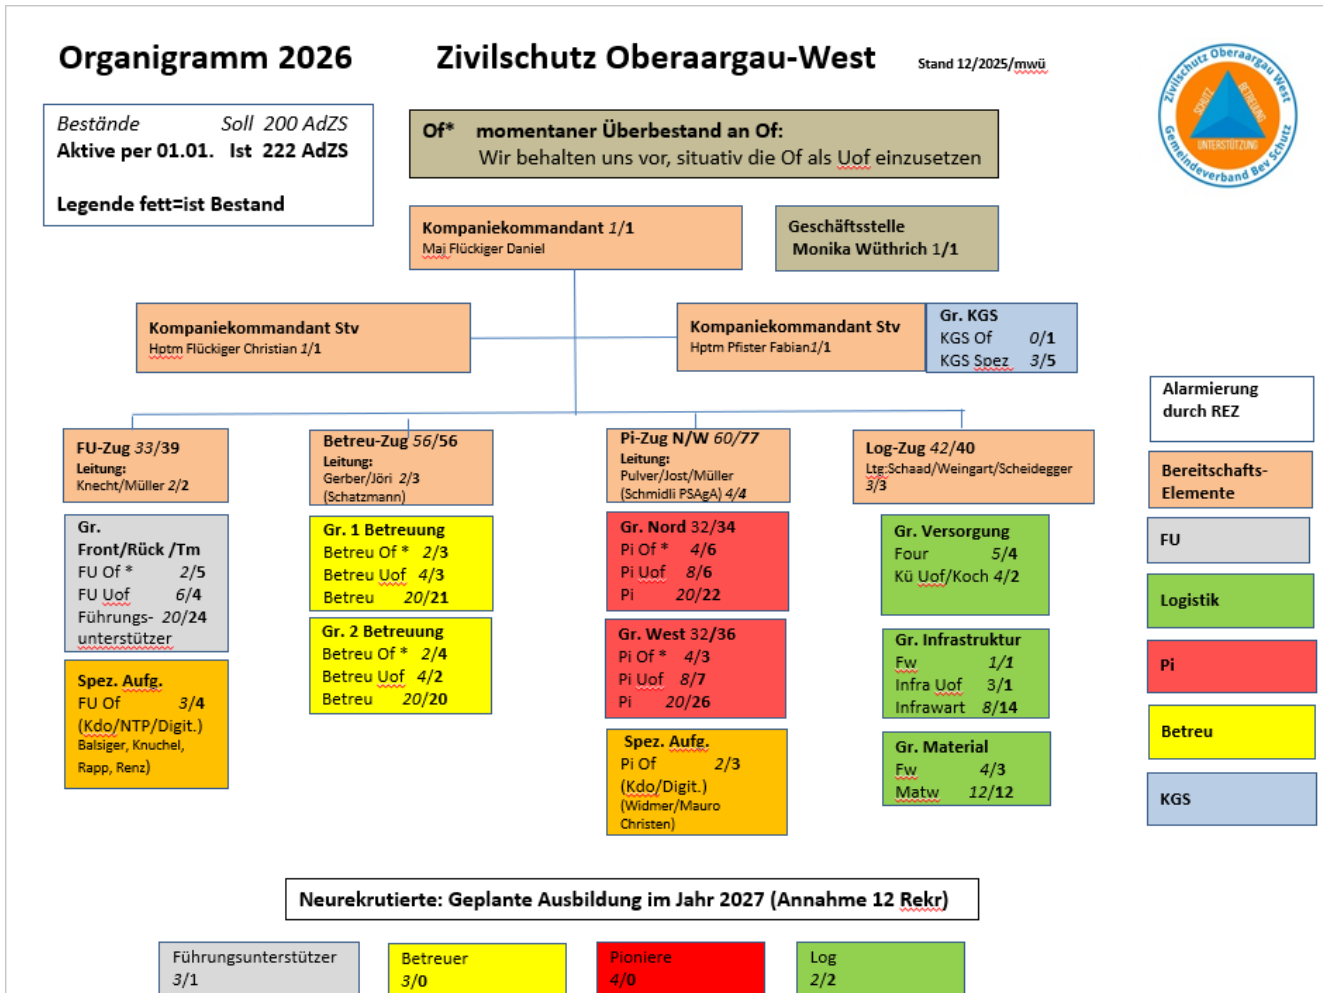 Organigramm 2026
Zivilschutz Oberaargau-West
Stand 12/2025/mwü
Zivilschutz Oberaargau West
Gemeindeverband Bev Schutz
SCHUTZ
BETREUUNG
UNTERSTÜTZUNG
Bestände Soll 200 AdZS
Aktive per 01.01. Ist 222 AdZS
Legende fett=ist Bestand
Of* momentaner Überbestand an Of:
Wir behalten uns vor, situativ die Of als Uof einzusetzen
Kompaniekommandant 1/1
Maj Flückiger Daniel
Geschäftsstelle
Monika Wüthrich 1/1
Kompaniekommandant Stv
Hptm Flückiger Christian 1/1
Kompaniekommandant Stv
Hptm Pfister Fabian1/1
Gr. KGS
KGS Of 0/1
KGS Spez 3/5
FU-Zug 33/39
Leitung:
Knecht/Müller 2/2
Gr.
Front/Rück /Tm
FU Of * 2/5
FU Uof 6/4
Führungs- 20/24
unterstützer
Spez. Aufg.
FU Of 3/4
(Kdo/NTP/Digit.)
Balsiger, Knuchel,
Rapp, Renz)
Betreu-Zug 56/56
Leitung:
Gerber/Jöri 2/3
(Schatzmann)
Gr. 1 Betreuung
Betreu Of * 2/3
Betreu Uof 4/3
Betreu 20/21
Gr. 2 Betreuung
Betreu Of * 2/4
Betreu Uof 4/2
Betreu 20/20
Pi-Zug N/W 60/77
Leitung:
Pulver/Jost/Müller
(Schmidli PSAgA) 4/4
Gr. Nord 32/34
Pi Of * 4/6
Pi Uof 8/6
Pi 20/22
Gr. West 32/36
Pi Of * 4/3
Pi Uof 8/7
Pi 20/26
Spez. Aufg.
Pi Of 2/3
(Kdo/Digit.)
(Widmer/Mauro
Christen)
Log-Zug 42/40
Ltg:Schaad/Weingart/Scheidegger
3/3
Gr. Versorgung
Four 5/4
Kü Uof/Koch 4/2
Gr. Infrastruktur
Fw 1/1
Infra Uof 3/1
Infrawart 8/14
Gr. Material
Fw 4/3
Matw 12/12
Alarmierung
durch REZ
Bereitschafts-
Elemente
FU
Logistik
Pi
Betreu
KGS
Neurekrutierte: Geplante Ausbildung im Jahr 2027 (Annahme 12 Rekr)
Führungsunterstützer
3/1
Betreuer
3/0
Pioniere
4/0
Log
2/2